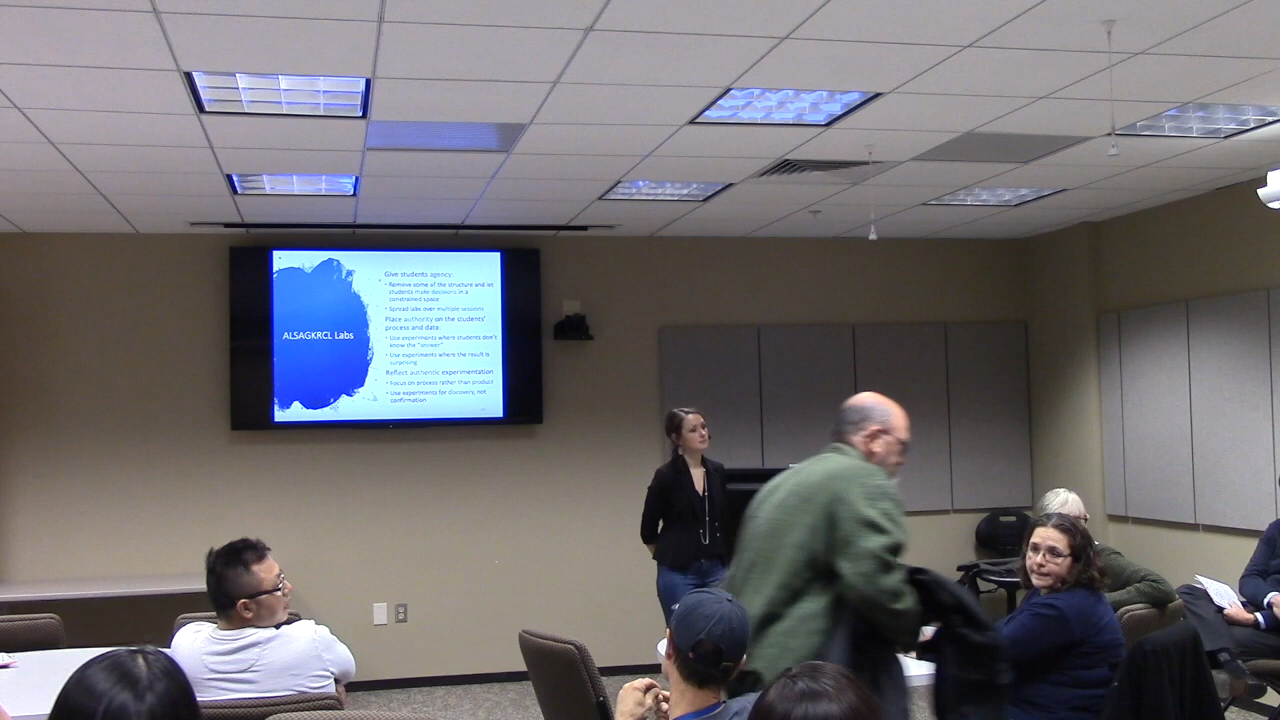 ALSAGKRCL Labs
Give students agency:
• Remove some of the structure and let
students make decisions in a
constrained space
• Spread labs over multiple sessions
Place authority on the students'
process and data:
• Use experiments where students don't
know the "answer"
• Use experiments where the result is
surprising
Reflect authentic experimentation
• Focus on process rather than product
• Use experiments for discovery, not
confirmation